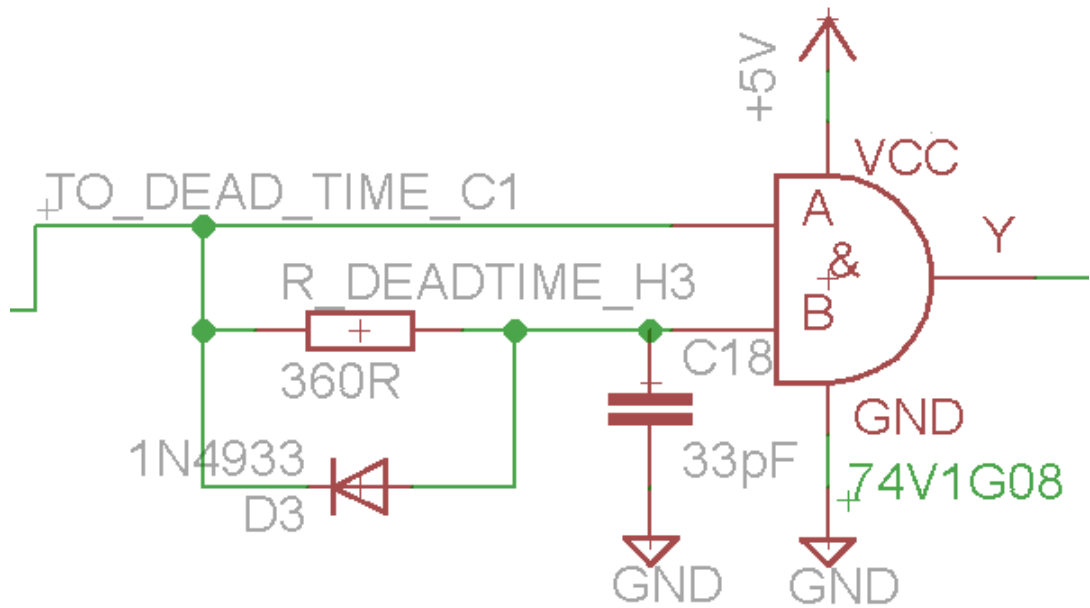 +5V
VCC
TO_DEAD_TIME_C1
A
Y
&
R_DEADTIME_H3
B
C18
360R
GND
1N4933
33pF
74V1G08
D3
GND
GND